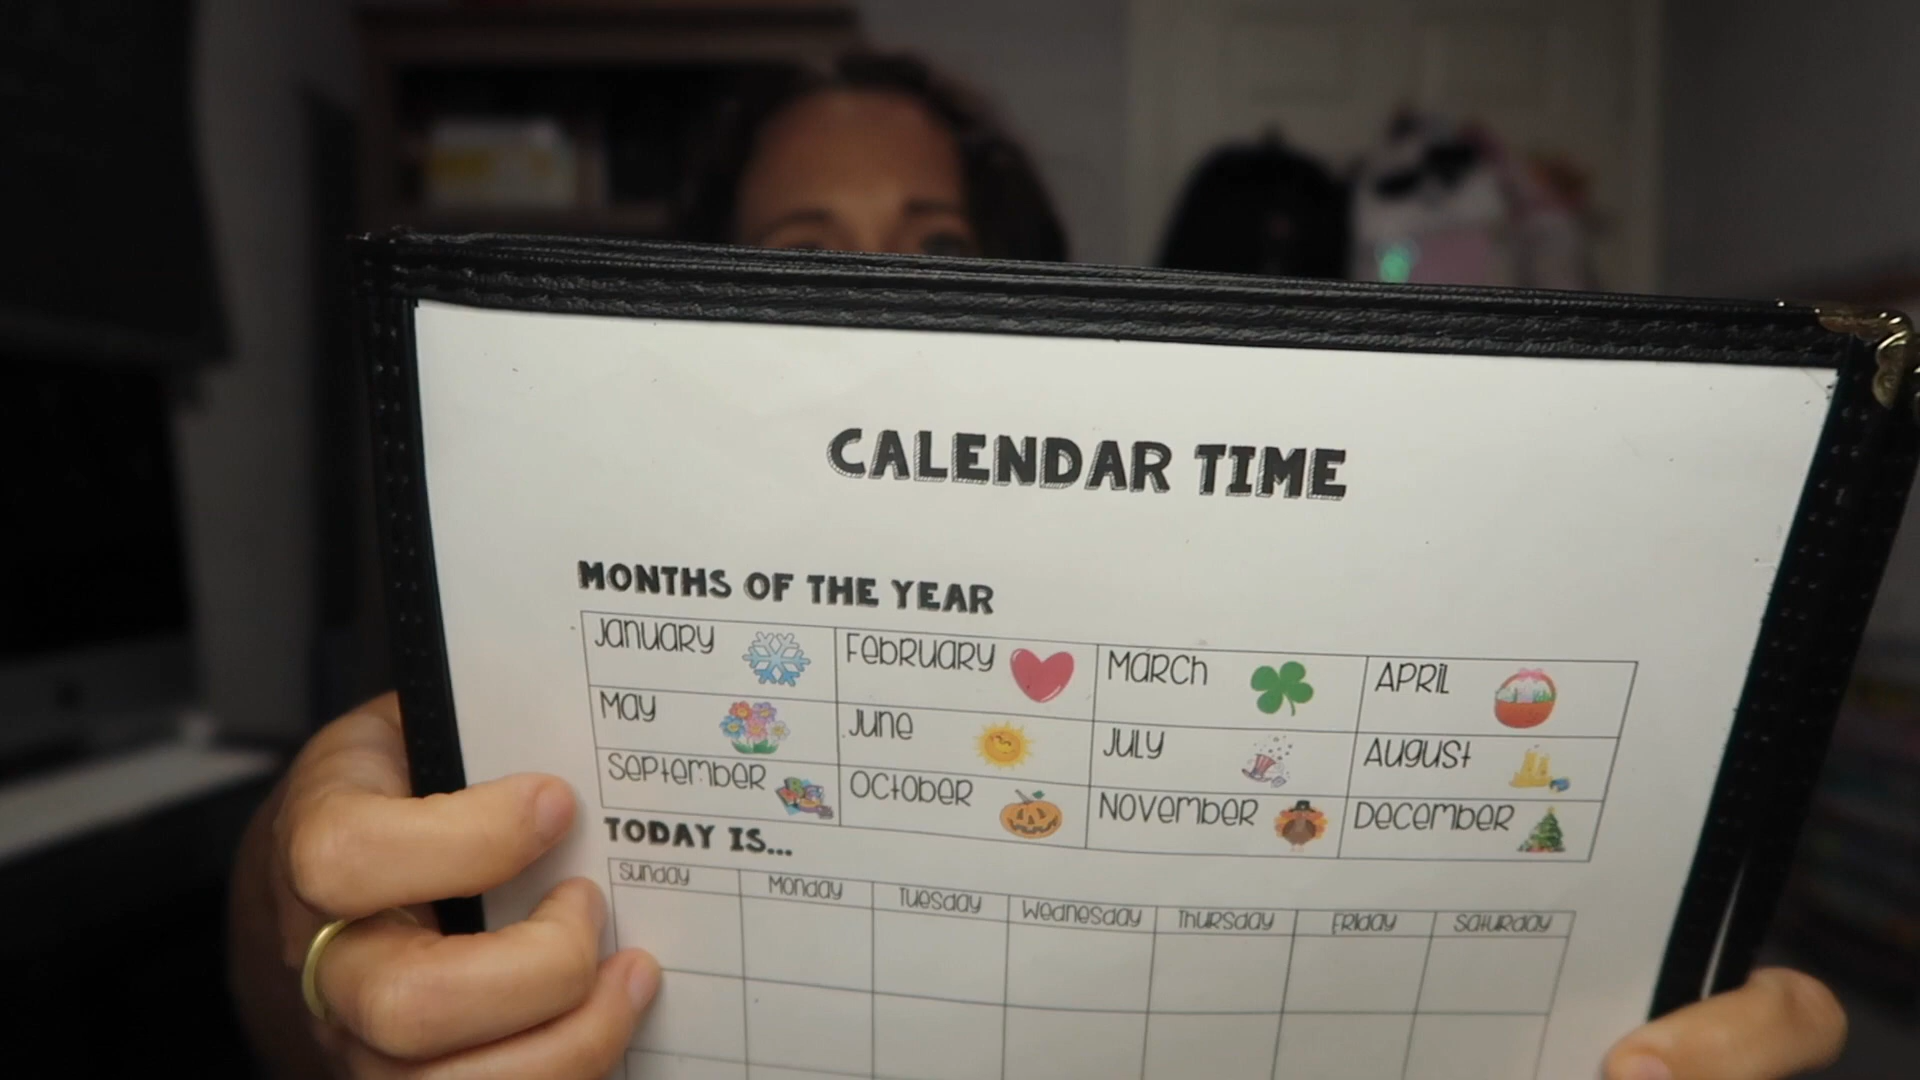 CALENDAR TIME
MONTHS OF THE YEAR
January February March April
May June July August
September October November December
TODAY IS...
Sunday Monday Tuesday Wednesday Thursday Friday Saturday